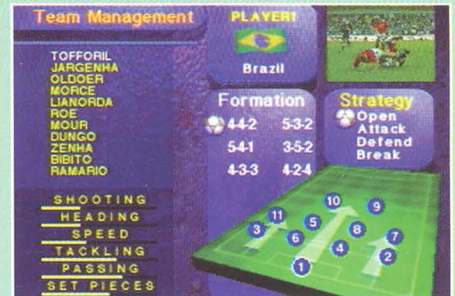 Team Management
TOFFORIL
JARGENHA
OLDOER
MORCE
LIANORDA
ROE
MOUR
DUNGO
ZENHA
BIBITO
RAMARIO
SHOOTING
HEADING
SPEED
TACKLING
PASSING
SET PIECES
PLAYER1
Brazil
Formation
4-4-2 5-3-2
5-4-1 3-5-2
4-3-3 4-2-4
Strategy
Open
Attack
Defend
Break
10
9
11
5
3
6
8
7
4
2
1